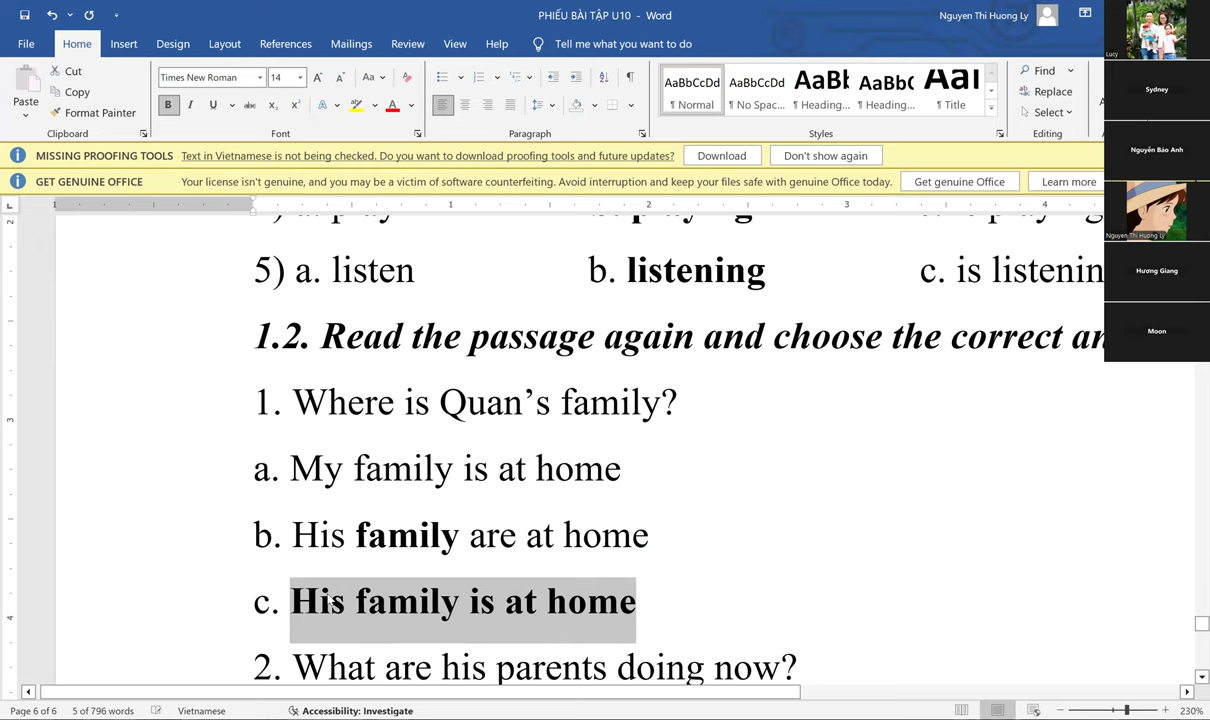 PHIẾU BÀI TẬP U10 - Word
Nguyen Thi Huong Ly
File Home Insert Design Layout References Mailings Review View Help Tell me what you want to do
Paste
Cut
Copy
Format Painter
Clipboard
Times New Roman 14
Font
Paragraph
AaBbCcDd AaBbCcDd AaBb AaBb( AaI
¶ Normal ¶ No Spac... Heading... Heading... Title
Styles
Find
Replace
Select
Editing
MISSING PROOFING TOOLS Text in Vietnamese is not being checked. Do you want to download proofing tools and future updates? Download Don't show again
GET GENUINE OFFICE Your license isn't genuine, and you may be a victim of software counterfeiting. Avoid interruption and keep your files safe with genuine Office today. Get genuine Office Learn more
5) a. listen b. listening c. is listenin
1.2. Read the passage again and choose the correct an
1. Where is Quan’s family?
a. My family is at home
b. His family are at home
c. His family is at home
2. What are his parents doing now?
Page 6 of 6 5 of 796 words Vietnamese Accessibility: Investigate 230%
Lucy
Sydney
Nguyễn Bảo Anh
Nguyen Thi Huong Ly
Hương Giang
Moon